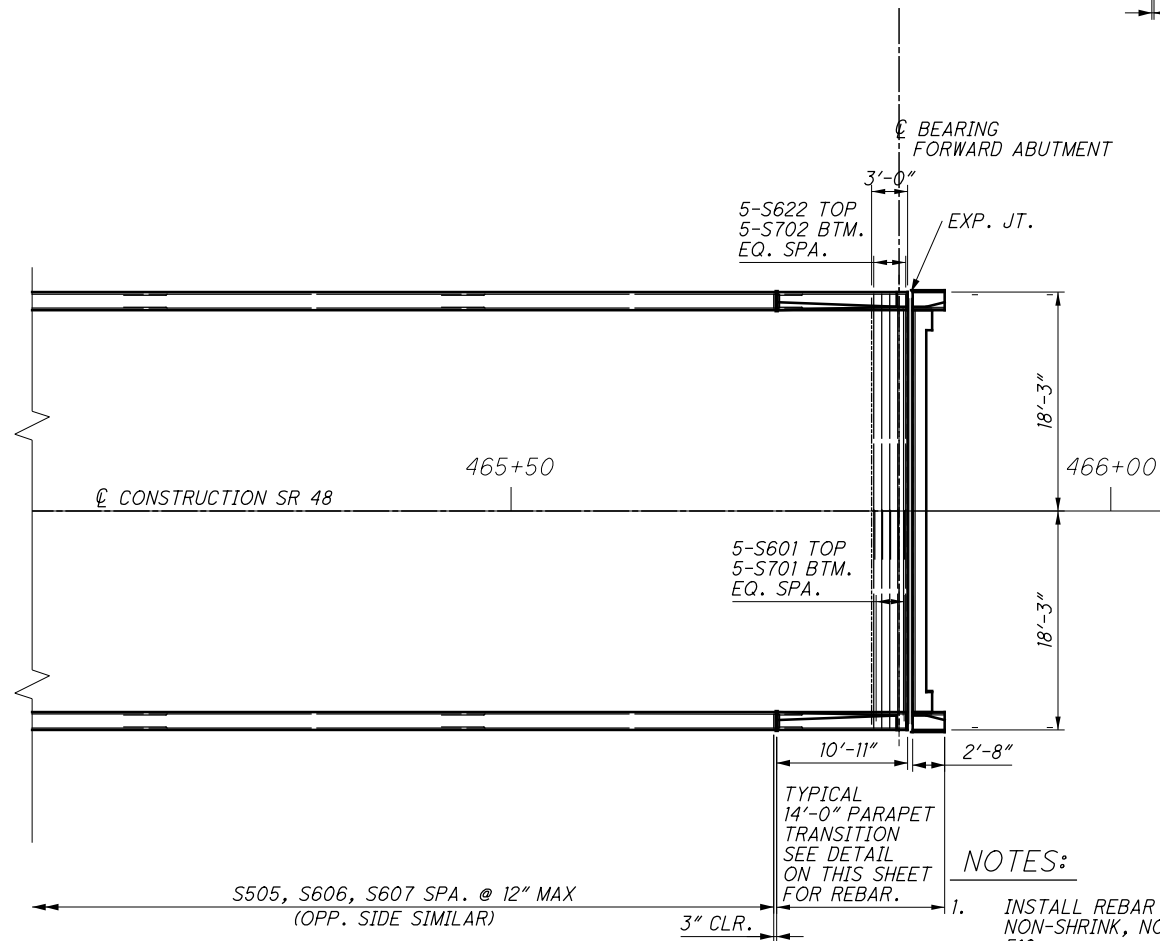 ℄ BEARING
FORWARD ABUTMENT
3'-0"
5-S622 TOP
5-S702 BTM.
EQ. SPA.
EXP. JT.
18'-3"
465+50
466+00
℄ CONSTRUCTION SR 48
5-S601 TOP
5-S701 BTM.
EQ. SPA.
18'-3"
10'-11"
2'-8"
TYPICAL
14'-0" PARAPET
TRANSITION
SEE DETAIL
ON THIS SHEET
FOR REBAR.
NOTES:
S505, S606, S607 SPA. @ 12" MAX
(OPP. SIDE SIMILAR)
3" CLR.
1. INSTALL REBAR
NON-SHRINK, NO